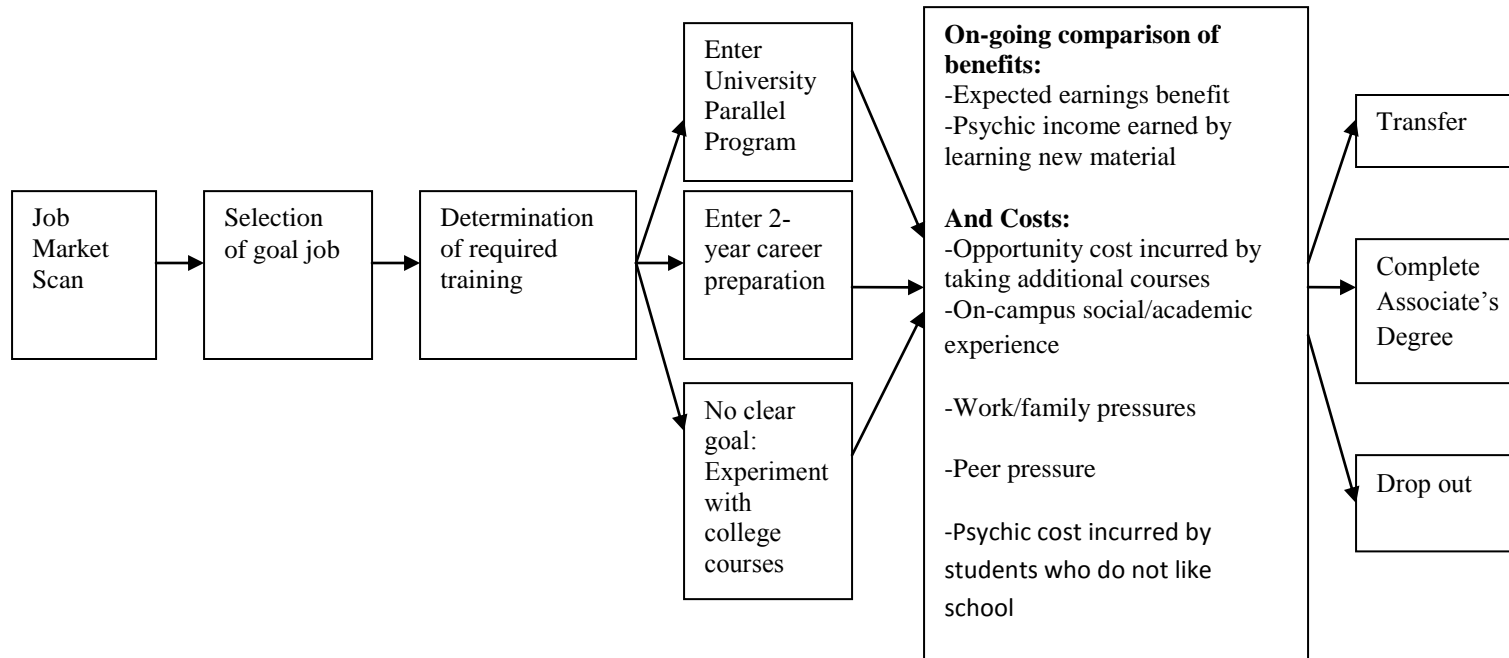 Job
Market
Scan
Selection
of goal job
Determination
of required
training
Enter
University
Parallel
Program
Enter 2-
year career
preparation
No clear
goal:
Experiment
with
college
courses
On-going comparison of
benefits:
-Expected earnings benefit
-Psychic income earned by
learning new material
And Costs:
-Opportunity cost incurred by
taking additional courses
-On-campus social/academic
experience
-Work/family pressures
-Peer pressure
-Psychic cost incurred by
students who do not like
school
Transfer
Complete
Associate’s
Degree
Drop out